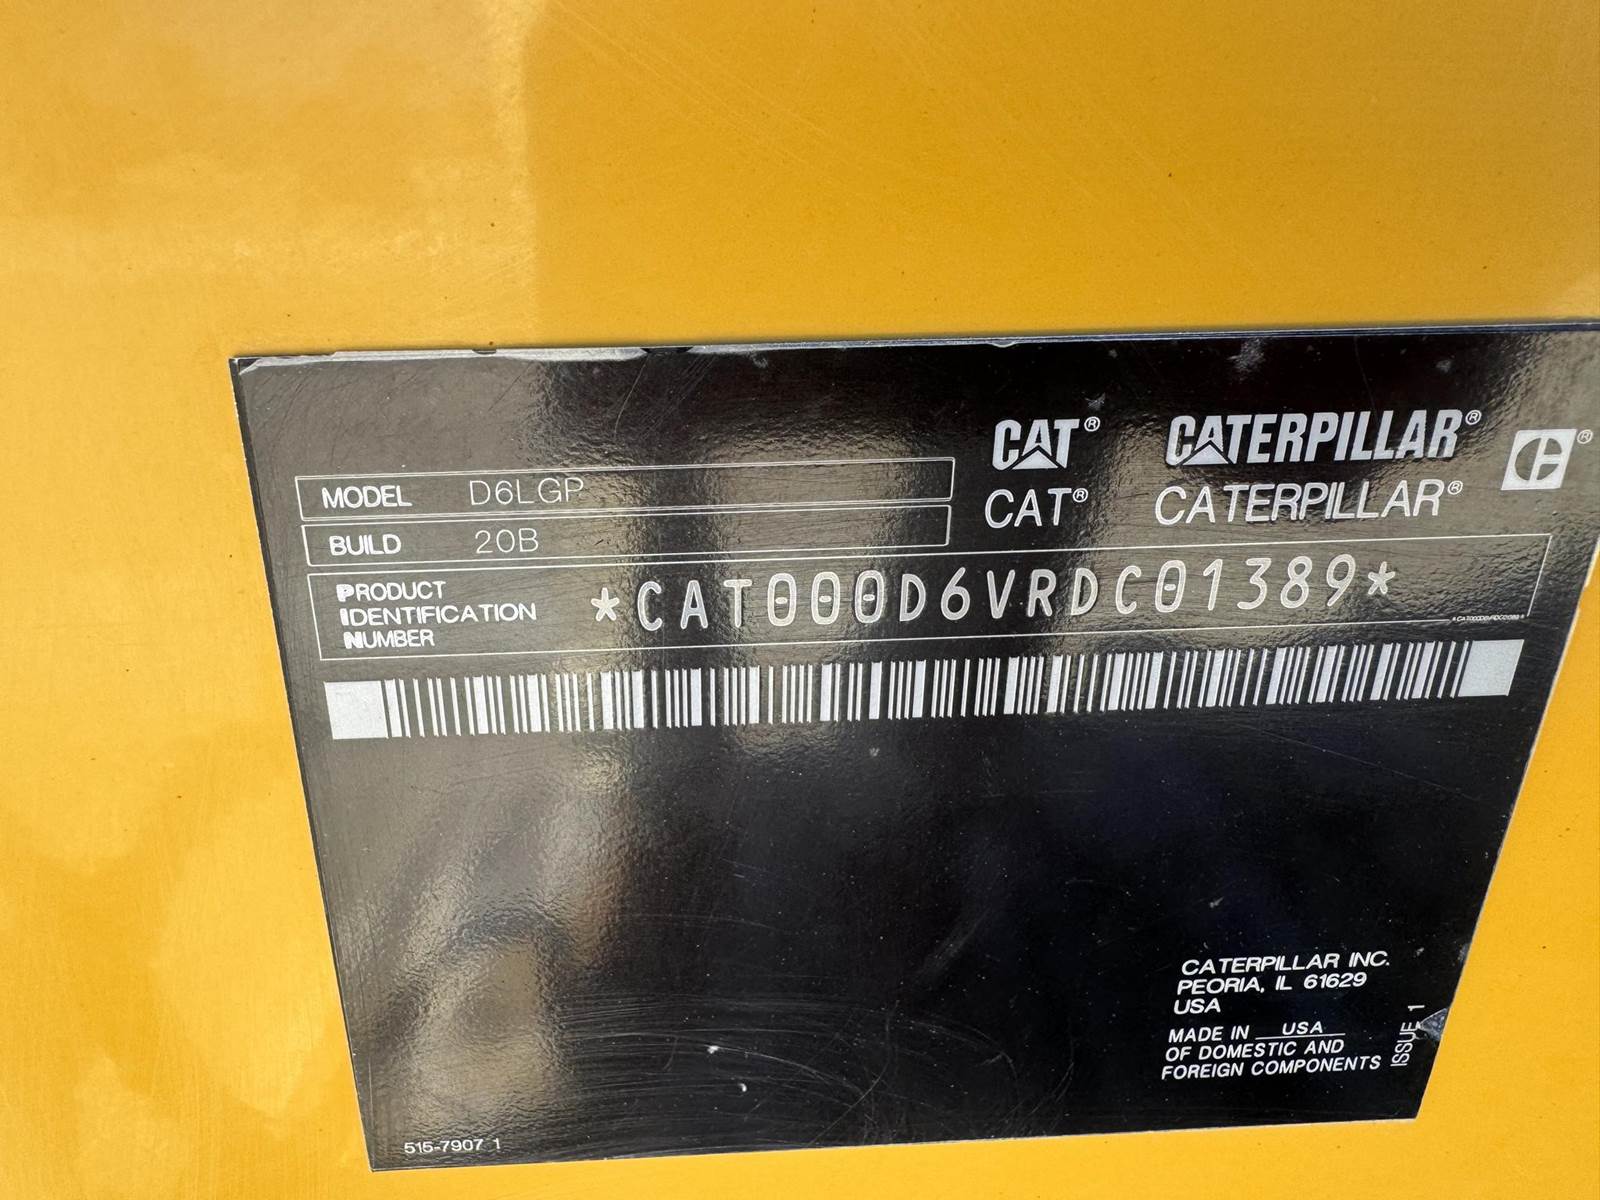 CAT® CATERPILLAR®
CAT® CATERPILLAR®
MODEL D6LGP
BUILD 20B
PRODUCT
IDENTIFICATION
NUMBER
*CAT000D6VRDC01389*
*CAT000D6VRDC01389*
CATERPILLAR INC.
PEORIA, IL 61629
USA
MADE IN USA
OF DOMESTIC AND
FOREIGN COMPONENTS
ISSUE 1
515-7907 1